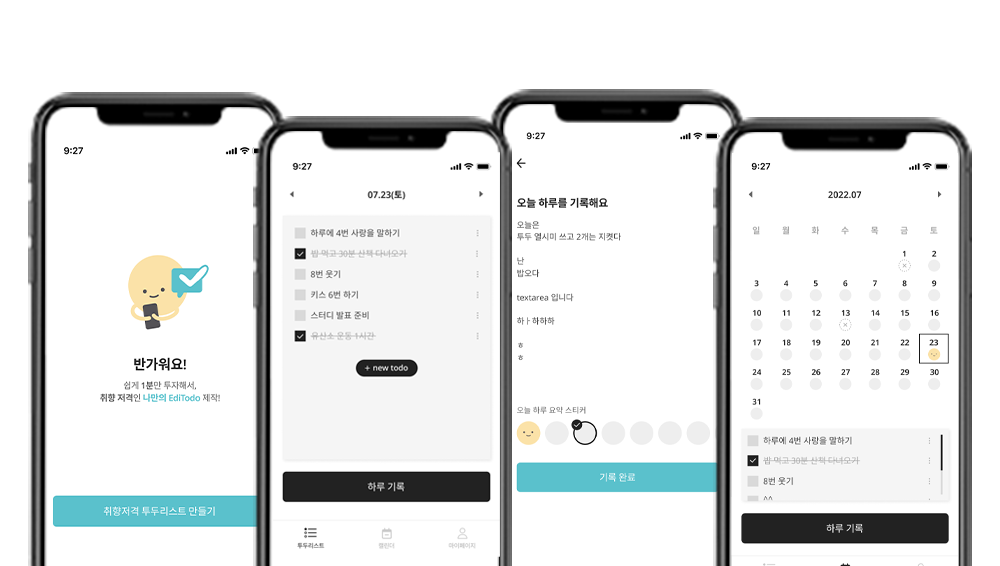 9:27
반가워요!
쉽게 1분만 투자해서,
취향 저격인 나만의 EdiTodo 제작!
취향저격 투두리스트 만들기
9:27
07.23(토)
하루에 4번 사랑을 말하기
밥 먹고 30분 산책 다녀오기
8번 웃기
키스 6번 하기
스터디 발표 준비
유산소 운동 1시간
+ new todo
하루 기록
투두리스트 캘린더 마이페이지
9:27
오늘 하루를 기록해요
오늘은
투두 열시미 쓰고 2개는 지켯다
난
밥오다
textarea 입니다
하ㅏ하하하
ㅎ
ㅎ
오늘 하루 요약 스티커
기록 완료
9:27
2022.07
일 월 화 수 목 금 토
1 2
3 4 5 6 7 8 9
10 11 12 13 14 15 16
17 18 19 20 21 22 23
24 25 26 27 28 29 30
31
하루에 4번 사랑을 말하기
밥 먹고 30분 산책 다녀오기
8번 웃기
^^
하루 기록